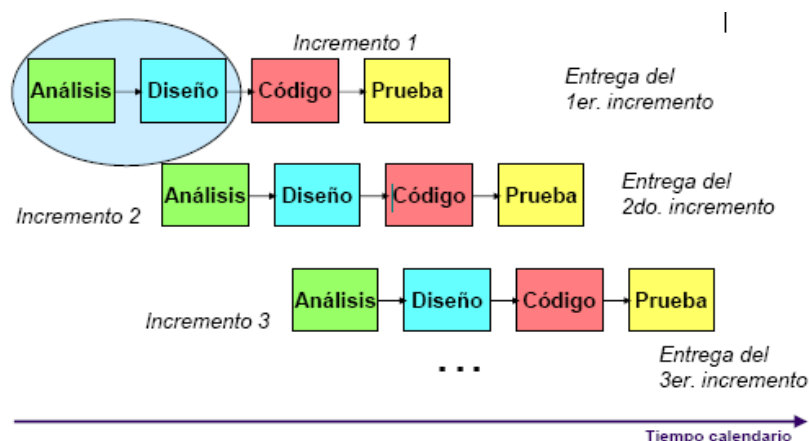 Incremento 1
Análisis
Diseño
Código
Prueba
Entrega del
1er. incremento
Incremento 2
Análisis
Diseño
Código
Prueba
Entrega del
2do. incremento
Incremento 3
Análisis
Diseño
Código
Prueba
...
Entrega del
3er. incremento
Tiempo calendario